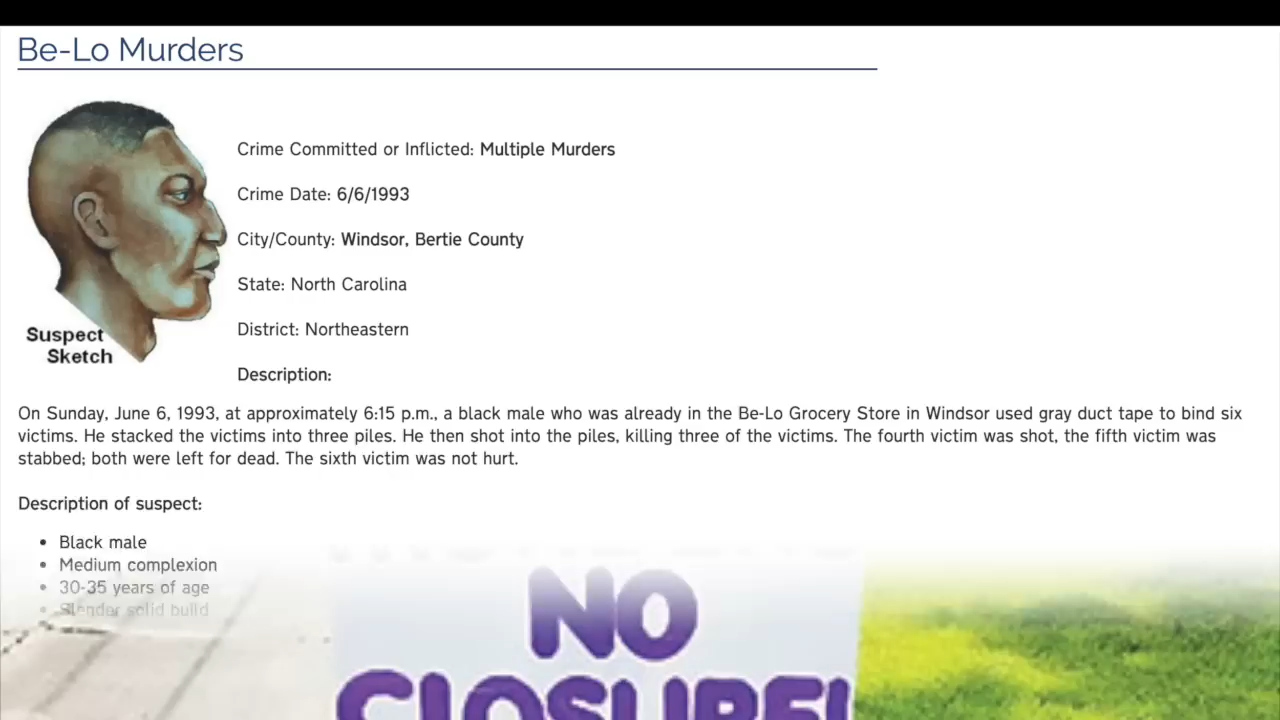 Be-Lo Murders
Crime Committed or Inflicted: Multiple Murders
Crime Date: 6/6/1993
City/County: Windsor, Bertie County
State: North Carolina
District: Northeastern
Suspect
Sketch
Description:
On Sunday, June 6, 1993, at approximately 6:15 p.m., a black male who was already in the Be-Lo Grocery Store in Windsor used gray duct tape to bind six
victims. He stacked the victims into three piles. He then shot into the piles, killing three of the victims. The fourth victim was shot, the fifth victim was
stabbed; both were left for dead. The sixth victim was not hurt.
Description of suspect:
• Black male
• Medium complexion
• 30-35 years of age
• Slender solid build
NO
CLOSURE!